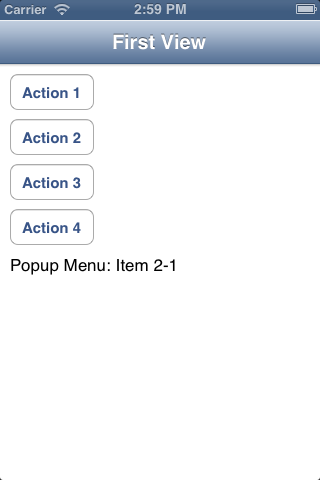 Carrier 2:59 PM
First View
Action 1
Action 2
Action 3
Action 4
Popup Menu: Item 2-1